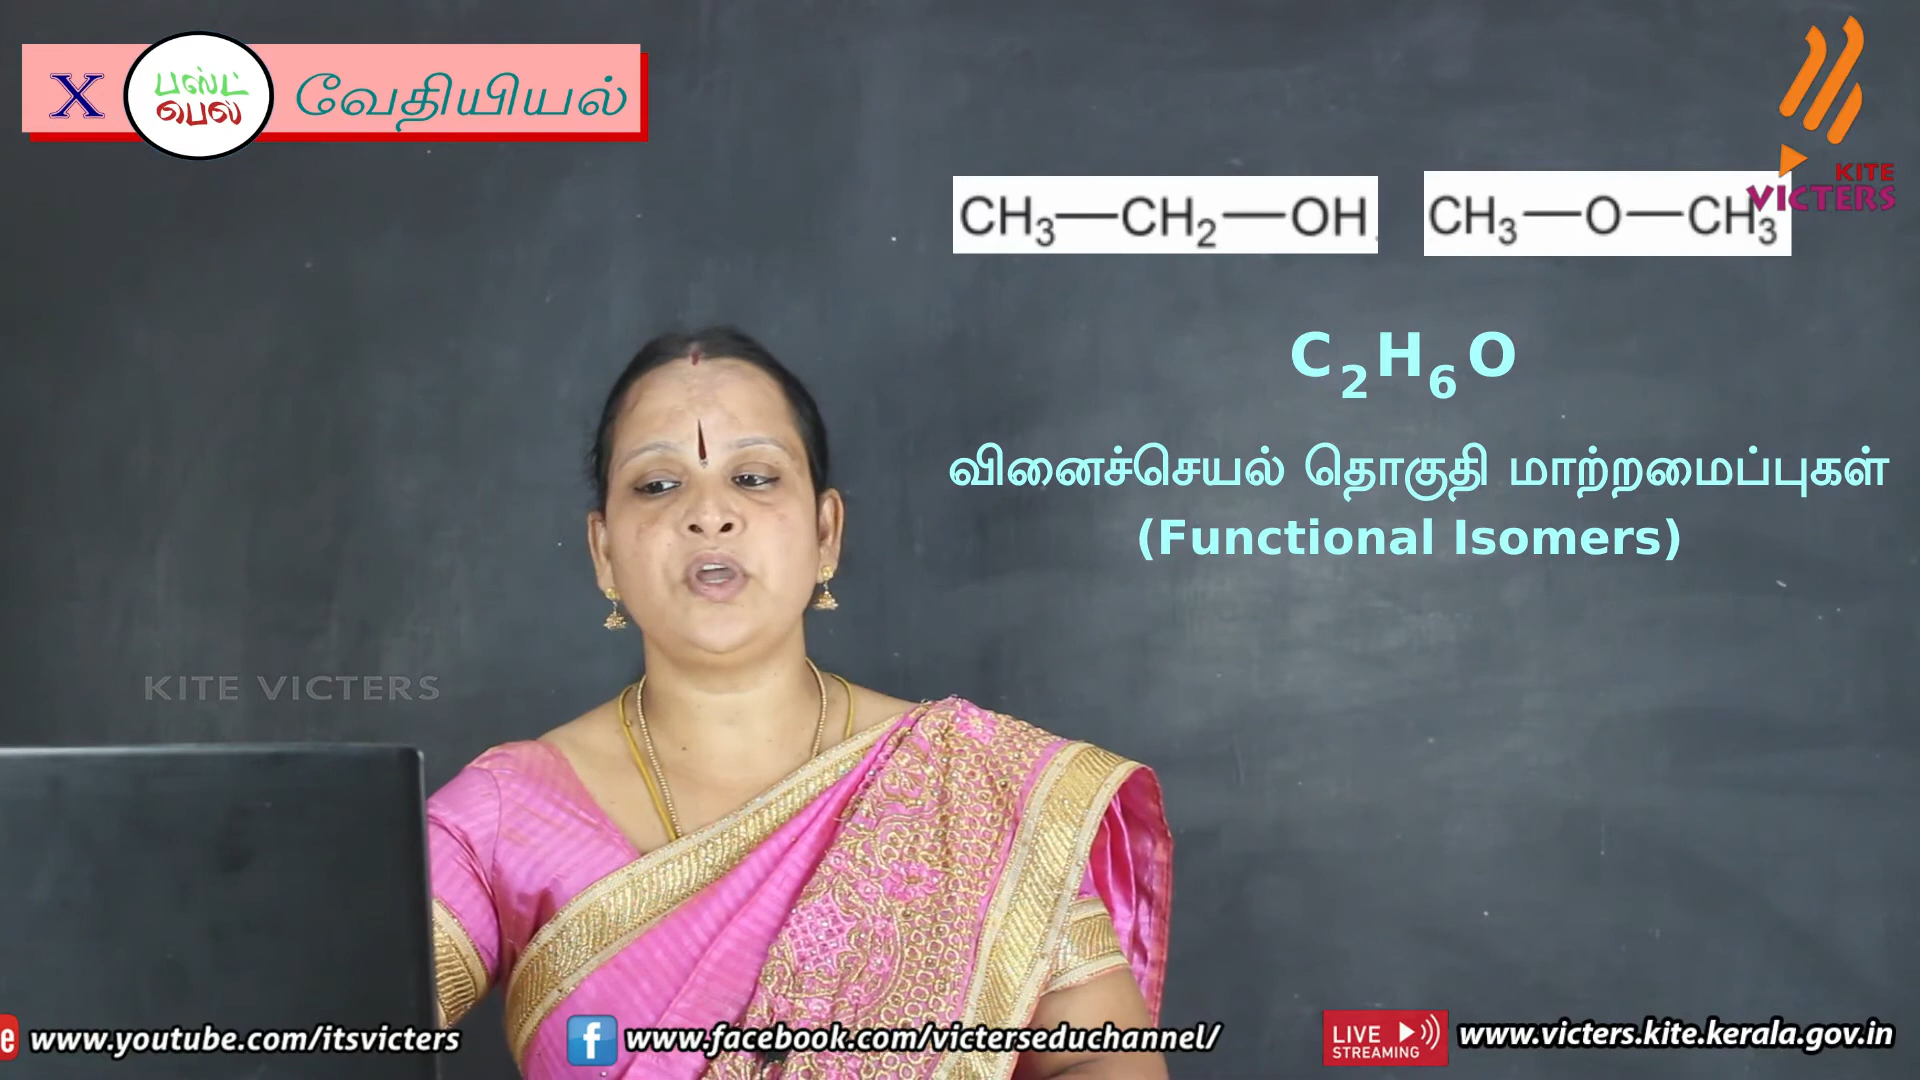 X பஸ்ட் பெல் வேதியியல்
KITE VICTERS
CH₃—CH₂—OH
CH₃—O—CH₃
C₂H₆O
வினைச்செயல் தொகுதி மாற்றமைப்புகள்
(Functional Isomers)
KITE VICTERS
www.youtube.com/itsvicters
www.facebook.com/victerseduchannel/
LIVE STREAMING
www.victers.kite.kerala.gov.in